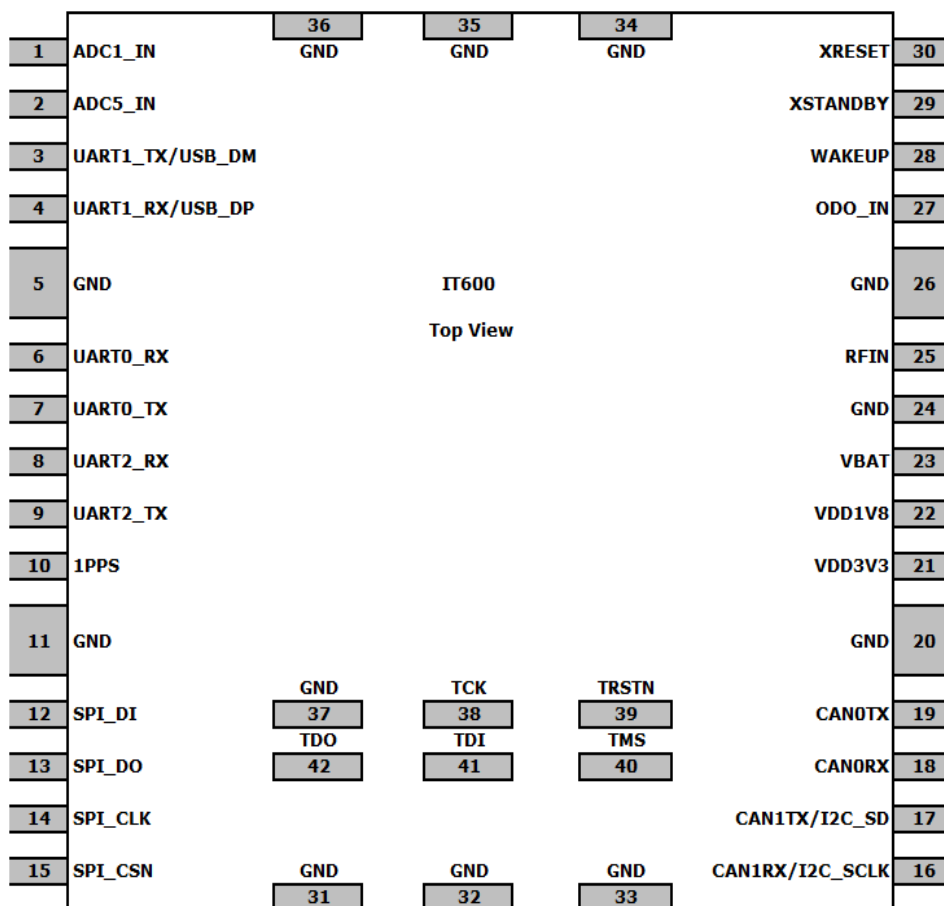 36 35 34
GND GND GND
1 ADC1_IN XRESET 30
2 ADC5_IN XSTANDBY 29
3 UART1_TX/USB_DM WAKEUP 28
4 UART1_RX/USB_DP ODO_IN 27
5 GND IT600 GND 26
Top View
6 UART0_RX RFIN 25
7 UART0_TX GND 24
8 UART2_RX VBAT 23
9 UART2_TX VDD1V8 22
10 1PPS VDD3V3 21
11 GND GND 20
GND TCK TRSTN
12 SPI_DI 37 38 39 CAN0TX 19
TDO TDI TMS
13 SPI_DO 42 41 40 CAN0RX 18
14 SPI_CLK CAN1TX/I2C_SD 17
15 SPI_CSN GND GND GND CAN1RX/I2C_SCLK 16
31 32 33